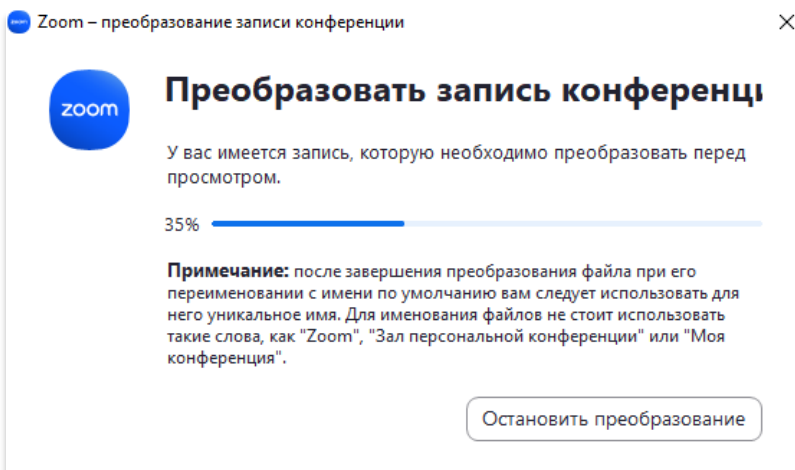 zoom Zoom – преобразование записи конференции
zoom
Преобразовать запись конференци
У вас имеется запись, которую необходимо преобразовать перед
просмотром.
35%
Примечание: после завершения преобразования файла при его
переименовании с имени по умолчанию вам следует использовать для
него уникальное имя. Для именования файлов не стоит использовать
такие слова, как "Zoom", "Зал персональной конференции" или "Моя
конференция".
Остановить преобразование